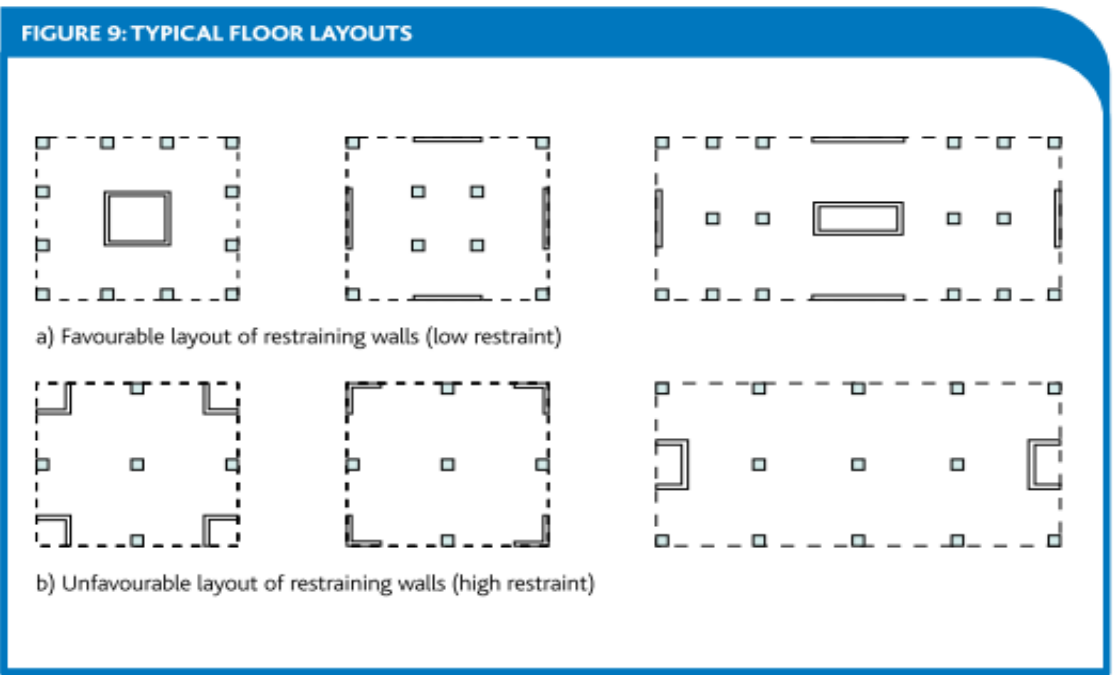 FIGURE 9: TYPICAL FLOOR LAYOUTS
a) Favourable layout of restraining walls (low restraint)
b) Unfavourable layout of restraining walls (high restraint)